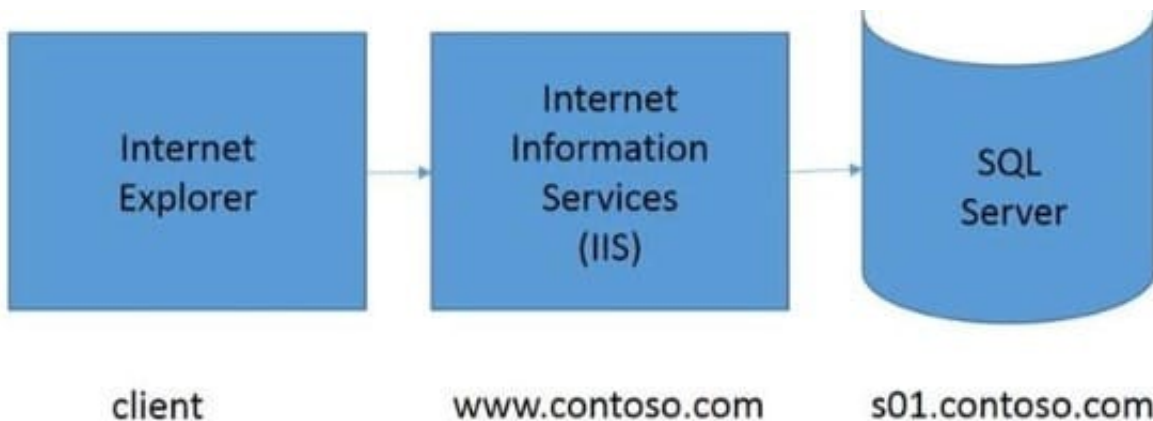 Internet
Explorer
Internet
Information
Services
(IIS)
SQL
Server
client
www.contoso.com
s01.contoso.com